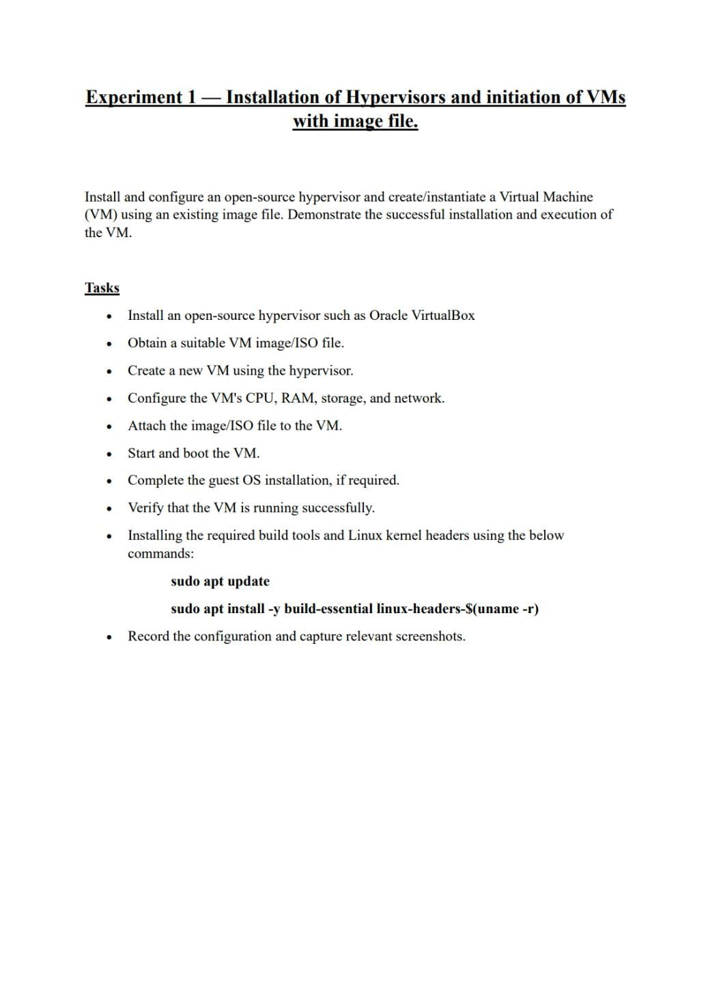 Experiment 1 — Installation of Hypervisors and initiation of VMs
with image file.
Install and configure an open-source hypervisor and create/instantiate a Virtual Machine
(VM) using an existing image file. Demonstrate the successful installation and execution of
the VM.
Tasks
• Install an open-source hypervisor such as Oracle VirtualBox
• Obtain a suitable VM image/ISO file.
• Create a new VM using the hypervisor.
• Configure the VM's CPU, RAM, storage, and network.
• Attach the image/ISO file to the VM.
• Start and boot the VM.
• Complete the guest OS installation, if required.
• Verify that the VM is running successfully.
• Installing the required build tools and Linux kernel headers using the below
commands:
sudo apt update
sudo apt install -y build-essential linux-headers-$(uname -r)
• Record the configuration and capture relevant screenshots.